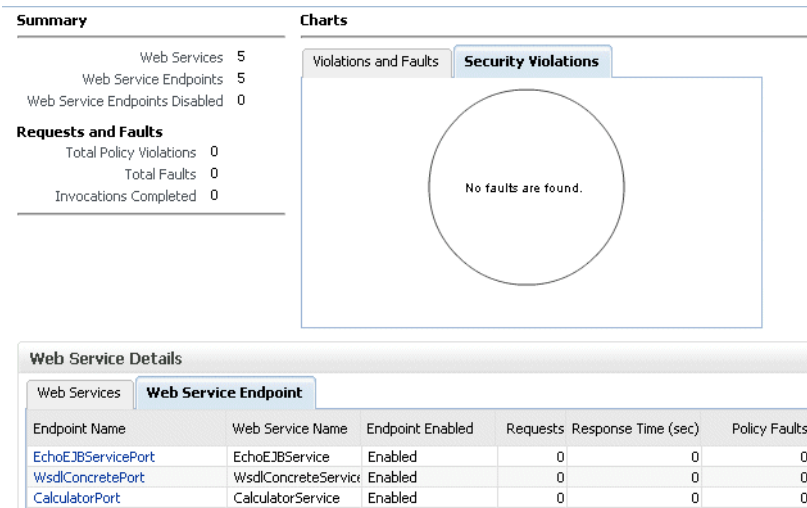 Summary
Charts
Web Services 5
Web Service Endpoints 5
Web Service Endpoints Disabled 0
Requests and Faults
Total Policy Violations 0
Total Faults 0
Invocations Completed 0
Violations and Faults Security Violations
No faults are found.
Web Service Details
Web Services Web Service Endpoint
Endpoint Name Web Service Name Endpoint Enabled Requests Response Time (sec) Policy Faults
EchoEJBServicePort EchoEJBService Enabled 0 0 0
WsdlConcretePort WsdlConcreteService Enabled 0 0 0
CalculatorPort CalculatorService Enabled 0 0 0